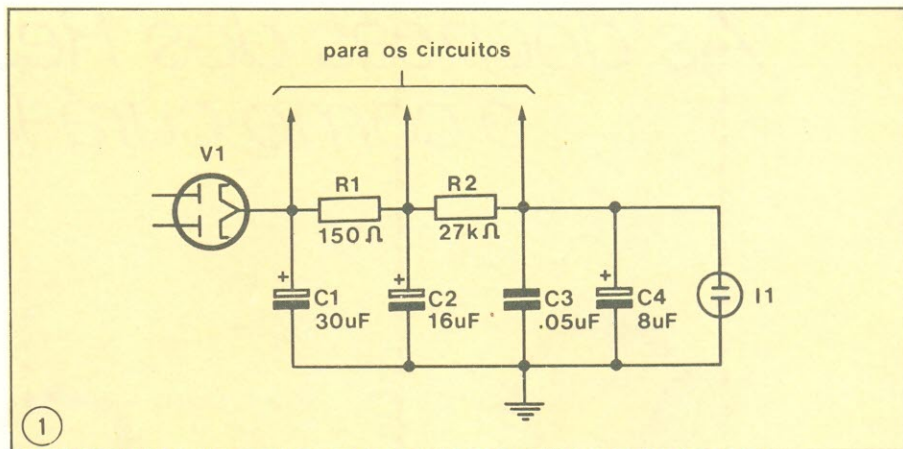 para os circuitos
V1
R1
150 Ω
R2
27k Ω
+
C1
30uF
+
C2
16uF
C3
.05uF
+
C4
8uF
I1
1